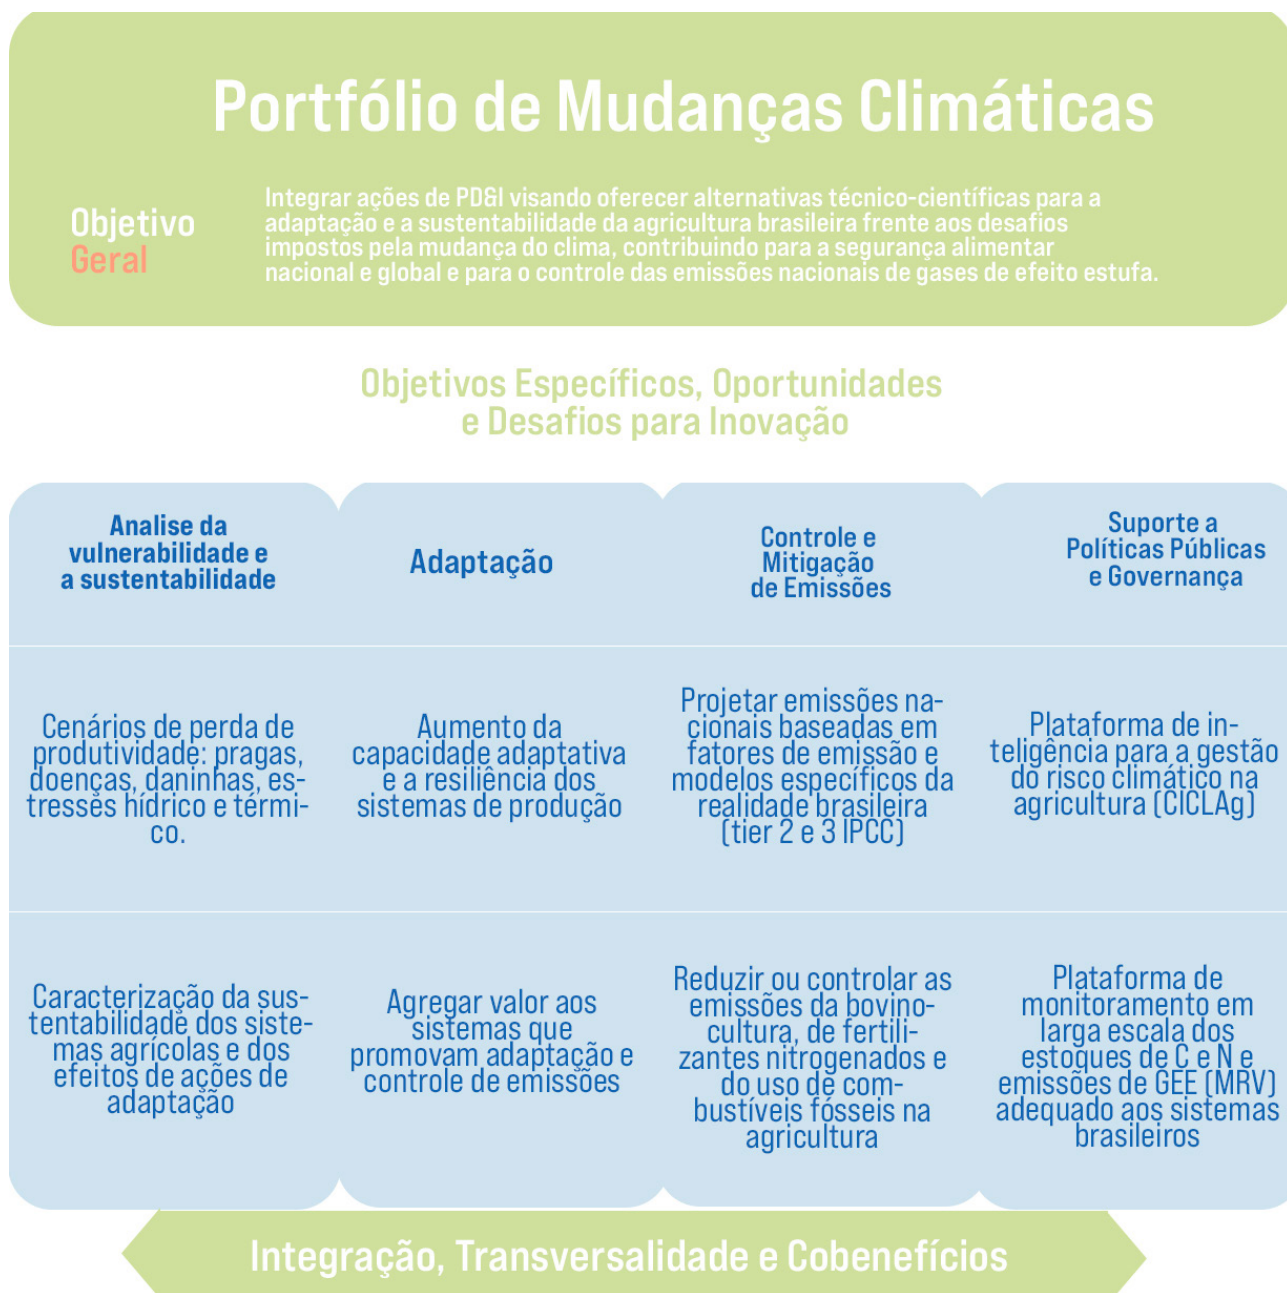 Portfólio de Mudanças Climáticas
Objetivo
Geral
Integrar ações de PD&I visando oferecer alternativas técnico-científicas para a
adaptação e a sustentabilidade da agricultura brasileira frente aos desafios
impostos pela mudança do clima, contribuindo para a segurança alimentar
nacional e global e para o controle das emissões nacionais de gases de efeito estufa.
Objetivos Específicos, Oportunidades
e Desafios para Inovação
Analise da
vulnerabilidade e
a sustentabilidade
Adaptação
Controle e
Mitigação
de Emissões
Suporte a
Políticas Públicas
e Governança
Cenários de perda de
produtividade: pragas,
doenças, daninhas, es-
tresses hídrico e térmi-
co.
Aumento da
capacidade adaptativa
e a resiliência dos
sistemas de produção
Projetar emissões na-
cionais baseadas em
fatores de emissão e
modelos específicos da
realidade brasileira
(tier 2 e 3 IPCC)
Plataforma de in-
teligência para a gestão
do risco climático na
agricultura (CICLAg)
Caracterização da sus-
tentabilidade dos siste-
mas agrícolas e dos
efeitos de ações de
adaptação
Agregar valor aos
sistemas que
promovam adaptação e
controle de emissões
Reduzir ou controlar as
emissões da bovino-
cultura, de fertili-
zantes nitrogenados e
do uso de com-
bustíveis fósseis na
agricultura
Plataforma de
monitoramento em
larga escala dos
estoques de C e N e
emissões de GEE (MRV)
adequado aos sistemas
brasileiros
Integração, Transversalidade e Cobenefícios